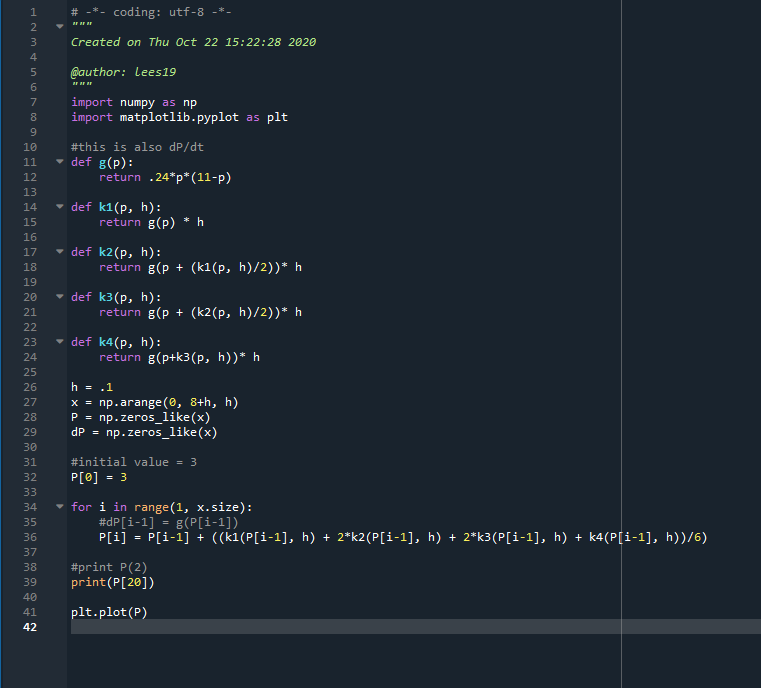 1 # -*- coding: utf-8 -*-
2 """
3 Created on Thu Oct 22 15:22:28 2020
4
5 @author: lees19
6 """
7 import numpy as np
8 import matplotlib.pyplot as plt
9
10 #this is also dP/dt
11 def g(p):
12     return .24*p*(11-p)
13
14 def k1(p, h):
15     return g(p) * h
16
17 def k2(p, h):
18     return g(p + (k1(p, h)/2))* h
19
20 def k3(p, h):
21     return g(p + (k2(p, h)/2))* h
22
23 def k4(p, h):
24     return g(p+k3(p, h))* h
25
26 h = .1
27 x = np.arange(0, 8+h, h)
28 P = np.zeros_like(x)
29 dP = np.zeros_like(x)
30
31 #initial value = 3
32 P[0] = 3
33
34 for i in range(1, x.size):
35     #dP[i-1] = g(P[i-1])
36     P[i] = P[i-1] + ((k1(P[i-1], h) + 2*k2(P[i-1], h) + 2*k3(P[i-1], h) + k4(P[i-1], h))/6)
37
38 #print P(2)
39 print(P[20])
40
41 plt.plot(P)
42